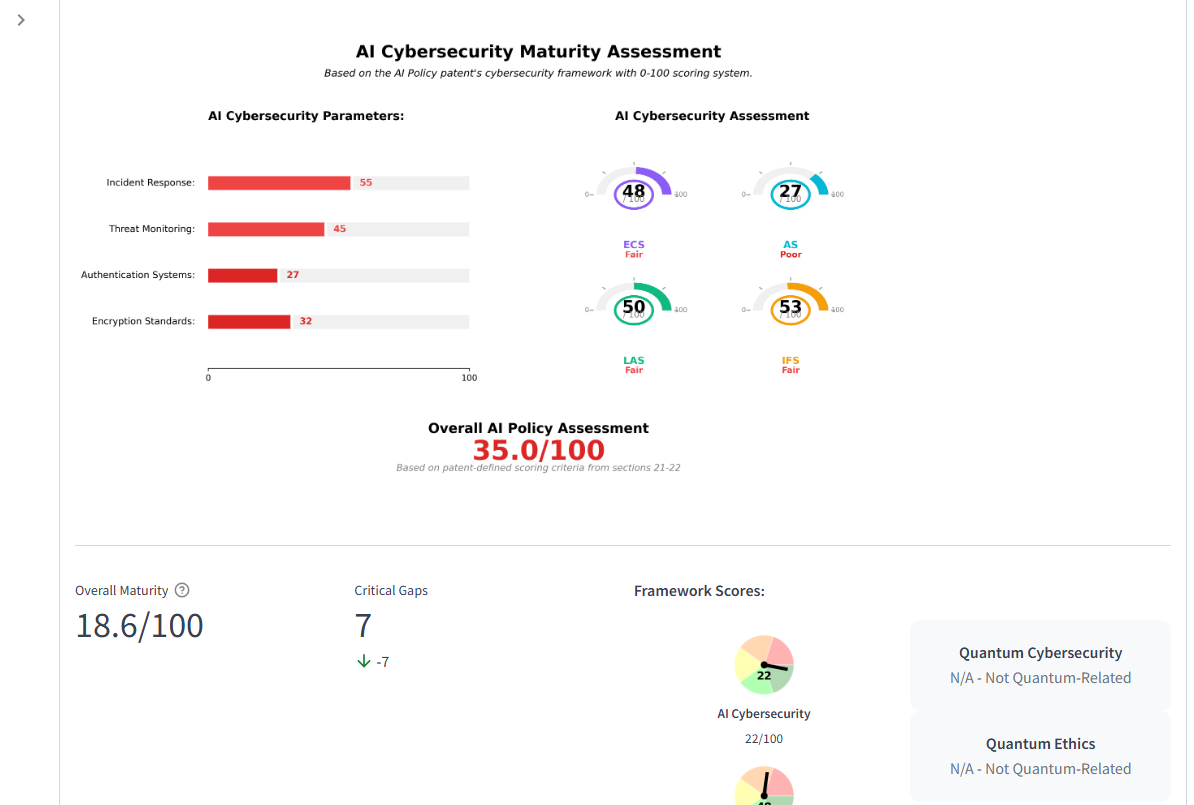 AI Cybersecurity Maturity Assessment
Based on the AI Policy patent's cybersecurity framework with 0-100 scoring system.
AI Cybersecurity Parameters:
Incident Response:
55
Threat Monitoring:
45
Authentication Systems:
27
Encryption Standards:
32
0
100
AI Cybersecurity Assessment
0
48
/ 100
100
ECS
Fair
0
27
/ 100
100
AS
Poor
0
50
/ 100
100
LAS
Fair
0
53
/ 100
100
IFS
Fair
Overall AI Policy Assessment
35.0/100
Based on patent-defined scoring criteria from sections 21-22
Overall Maturity
18.6/100
Critical Gaps
7
-7
Framework Scores:
22
AI Cybersecurity
22/100
Quantum Cybersecurity
N/A - Not Quantum-Related
Quantum Ethics
N/A - Not Quantum-Related